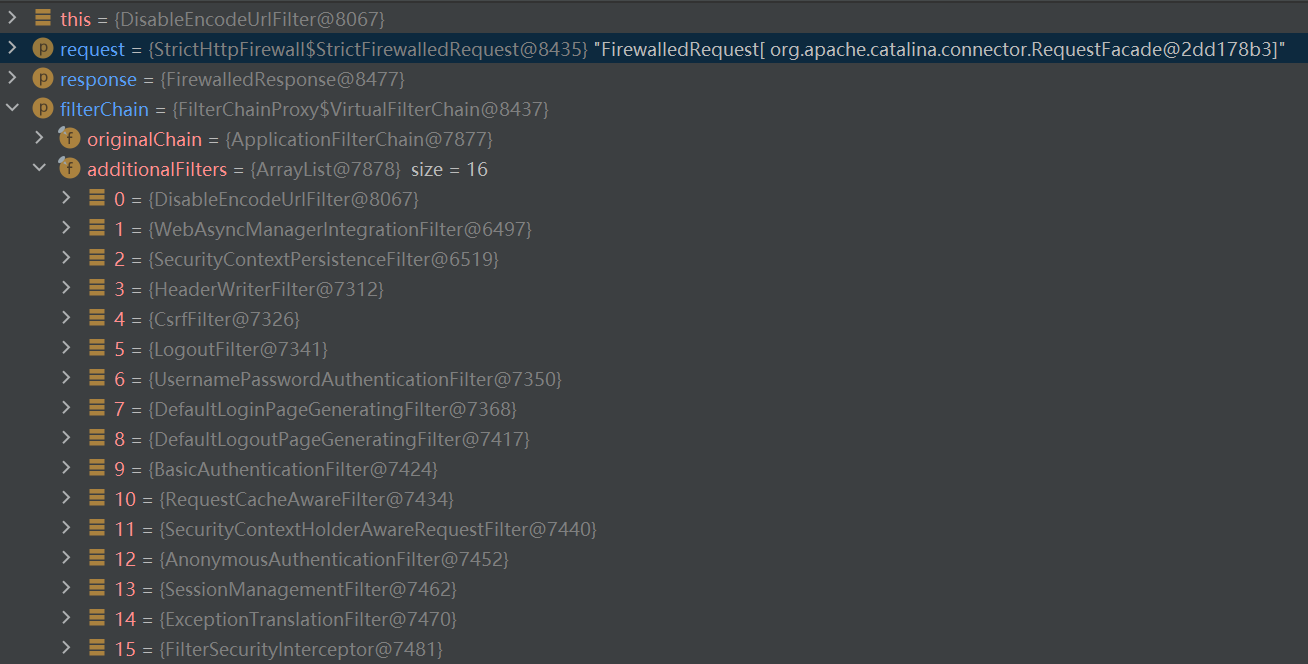 this = {DisableEncodeUrlFilter@8067}
p request = {StrictHttpFirewall$StrictFirewalledRequest@8435} "FirewalledRequest[ org.apache.catalina.connector.RequestFacade@2dd178b3]"
p response = {FirewalledResponse@8477}
p filterChain = {FilterChainProxy$VirtualFilterChain@8437}
f originalChain = {ApplicationFilterChain@7877}
f additionalFilters = {ArrayList@7878} size = 16
0 = {DisableEncodeUrlFilter@8067}
1 = {WebAsyncManagerIntegrationFilter@6497}
2 = {SecurityContextPersistenceFilter@6519}
3 = {HeaderWriterFilter@7312}
4 = {CsrfFilter@7326}
5 = {LogoutFilter@7341}
6 = {UsernamePasswordAuthenticationFilter@7350}
7 = {DefaultLoginPageGeneratingFilter@7368}
8 = {DefaultLogoutPageGeneratingFilter@7417}
9 = {BasicAuthenticationFilter@7424}
10 = {RequestCacheAwareFilter@7434}
11 = {SecurityContextHolderAwareRequestFilter@7440}
12 = {AnonymousAuthenticationFilter@7452}
13 = {SessionManagementFilter@7462}
14 = {ExceptionTranslationFilter@7470}
15 = {FilterSecurityInterceptor@7481}